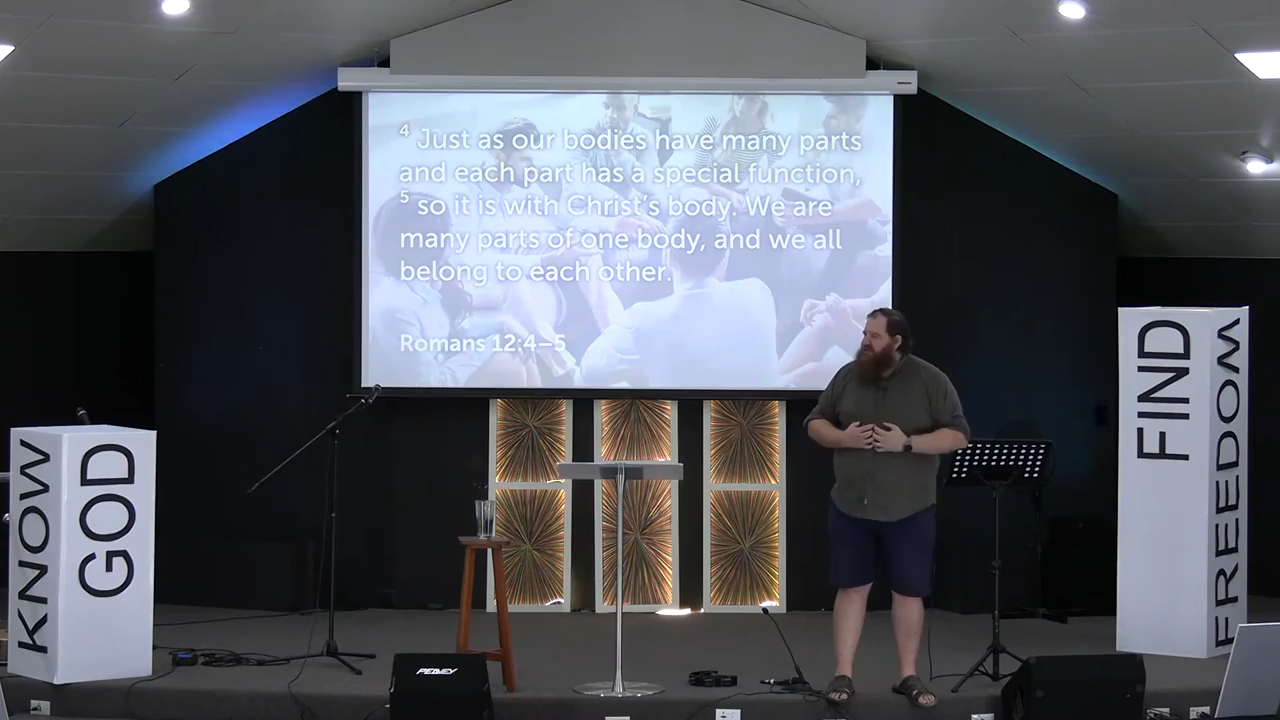 4 Just as our bodies have many parts
and each part has a special function,
5 so it is with Christ's body. We are
many parts of one body, and we all
belong to each other.
Romans 12:4–5
KNOW
GOD
FIND
FREEDOM
PEAVEY